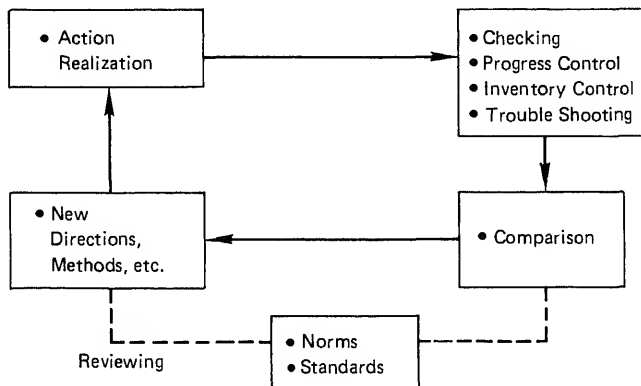 • Action
Realization
• Checking
• Progress Control
• Inventory Control
• Trouble Shooting
• New
Directions,
Methods, etc.
• Comparison
Reviewing
• Norms
• Standards